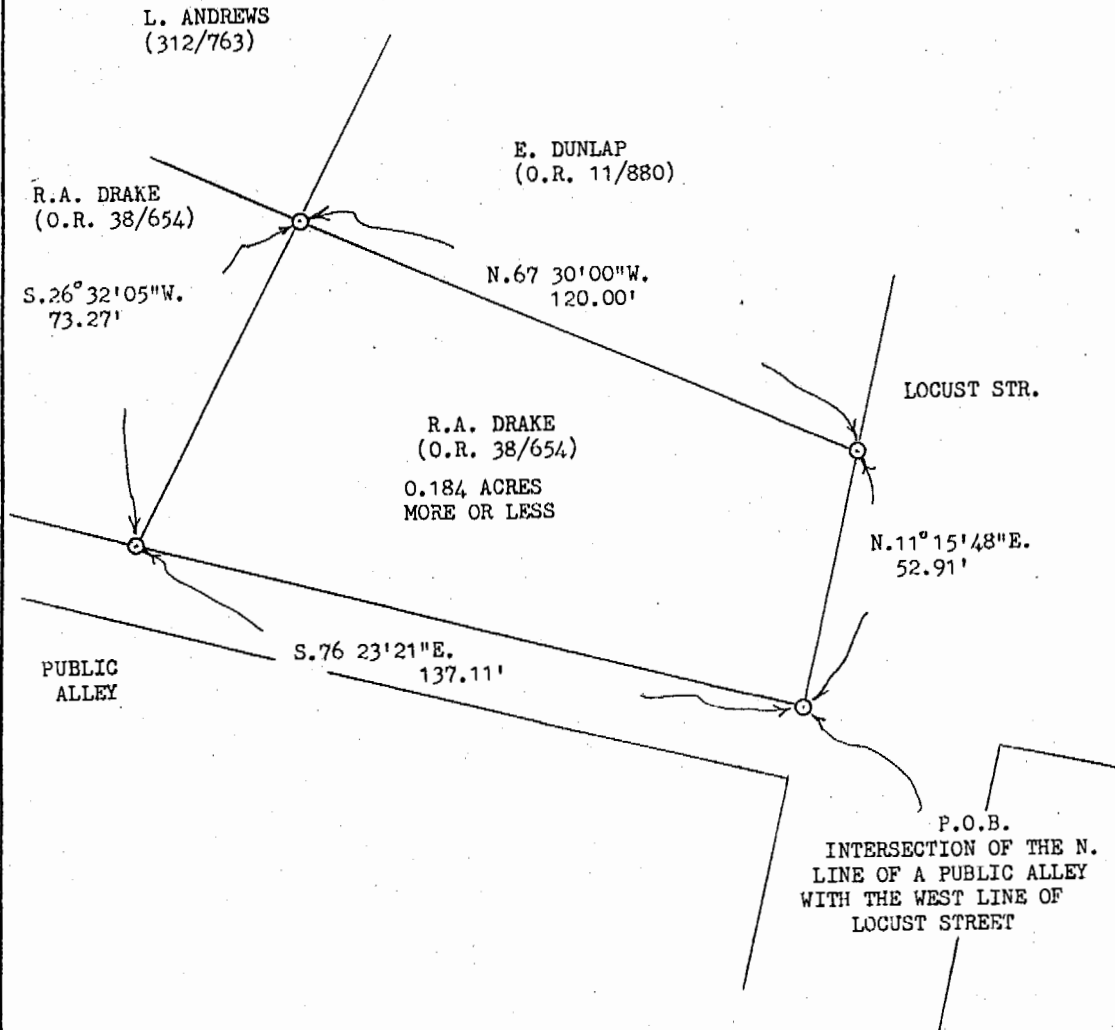 L. ANDREWS
(312/763)
E. DUNLAP
(O.R. 11/880)
R.A. DRAKE
(O.R. 38/654)
S.26°32'05"W.
73.27'
N.67 30'00"W.
120.00'
LOCUST STR.
R.A. DRAKE
(O.R. 38/654)
0.184 ACRES
MORE OR LESS
N.11°15'48"E.
52.91'
S.76 23'21"E.
137.11'
PUBLIC
ALLEY
P.O.B.
INTERSECTION OF THE N.
LINE OF A PUBLIC ALLEY
WITH THE WEST LINE OF
LOCUST STREET